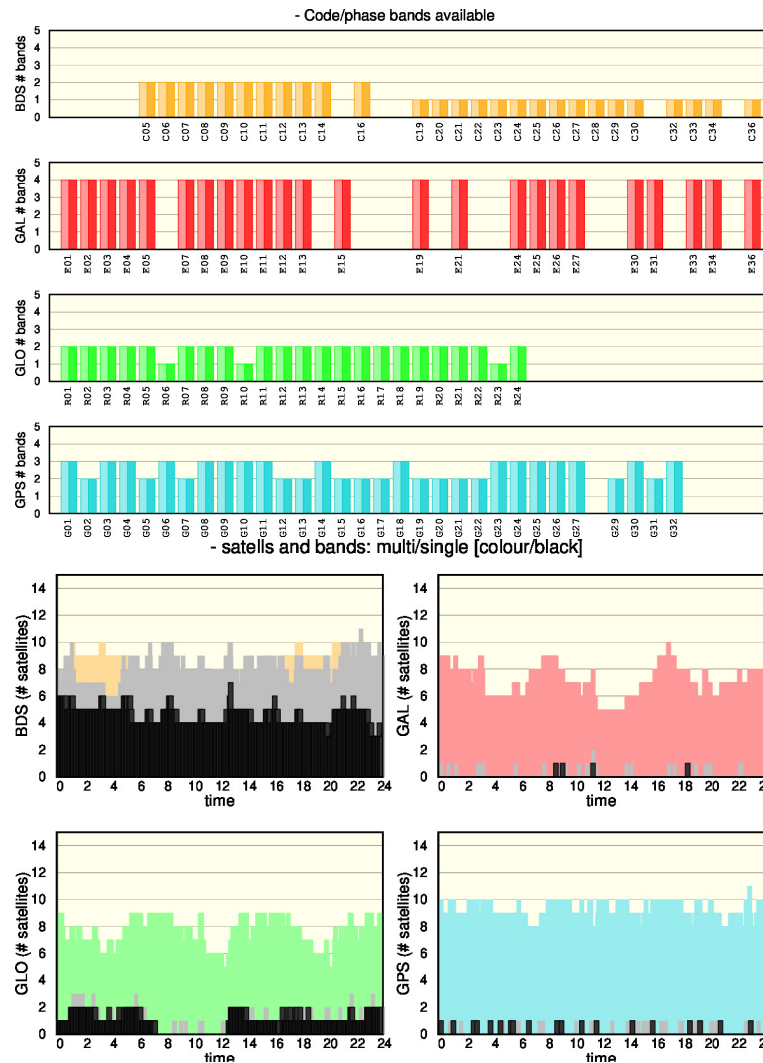 - Code/phase bands available
BDS # bands
5
4
3
2
1
0
C05 C06 C07 C08 C09 C10 C11 C12 C13 C14 C16 C19 C20 C21 C22 C23 C24 C25 C26 C27 C28 C29 C30 C32 C33 C34 C36
GAL # bands
5
4
3
2
1
0
E01 E02 E03 E04 E05 E07 E08 E09 E10 E11 E12 E13 E15 E19 E21 E24 E25 E26 E27 E30 E31 E33 E34 E36
GLO # bands
5
4
3
2
1
0
R01 R02 R03 R04 R05 R06 R07 R08 R09 R10 R11 R12 R13 R14 R15 R16 R17 R18 R19 R20 R21 R22 R23 R24
GPS # bands
5
4
3
2
1
0
G01 G02 G03 G04 G05 G06 G07 G08 G09 G10 G11 G12 G13 G14 G15 G16 G17 G18 G19 G20 G21 G22 G23 G24 G25 G26 G27 G29 G30 G31 G32
- satells and bands: multi/single [colour/black]
BDS (# satellites)
14
12
10
8
6
4
2
0
0 2 4 6 8 10 12 14 16 18 20 22 24
time
GAL (# satellites)
14
12
10
8
6
4
2
0
0 2 4 6 8 10 12 14 16 18 20 22
time
GLO (# satellites)
14
12
10
8
6
4
2
0
0 2 4 6 8 10 12 14 16 18 20 22 24
time
GPS (# satellites)
14
12
10
8
6
4
2
0
0 2 4 6 8 10 12 14 16 18 20 22
time